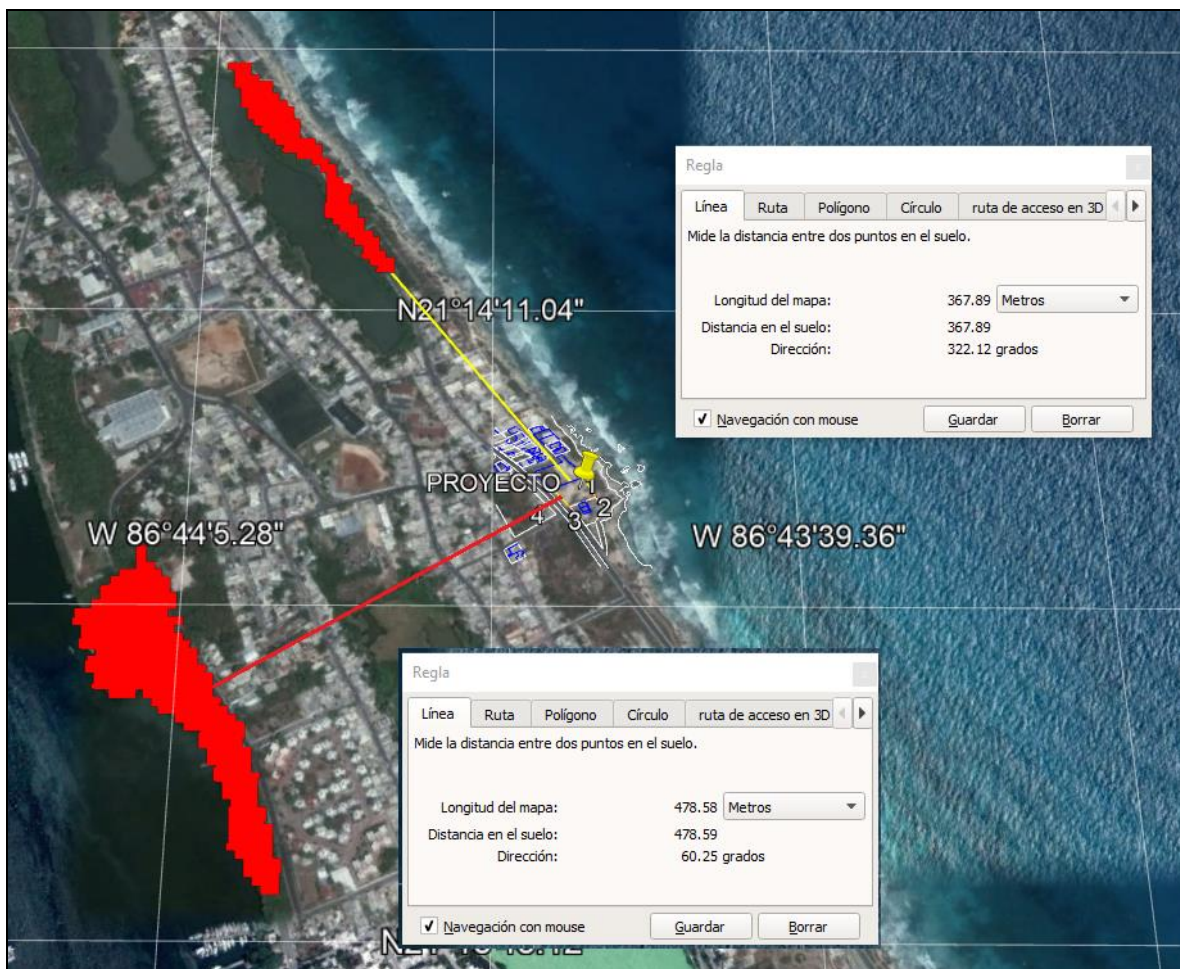 Regla
Línea Ruta Polígono Círculo ruta de acceso en 3D
Mide la distancia entre dos puntos en el suelo.
Longitud del mapa: 367.89 Metros
Distancia en el suelo: 367.89
Dirección: 322.12 grados
Navegación con mouse Guardar Borrar
N21°14'11.04"
PROYECTO 1
2
4 3
W 86°44'5.28" W 86°43'39.36"
Regla
Línea Ruta Polígono Círculo ruta de acceso en 3D
Mide la distancia entre dos puntos en el suelo.
Longitud del mapa: 478.58 Metros
Distancia en el suelo: 478.59
Dirección: 60.25 grados
Navegación con mouse Guardar Borrar